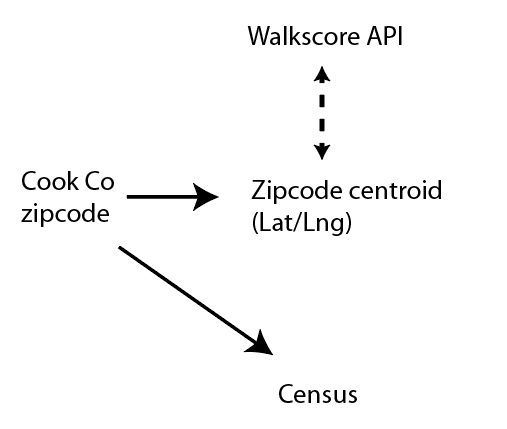 Walkscore API
Cook Co
zipcode
Zipcode centroid
(Lat/Lng)
Census